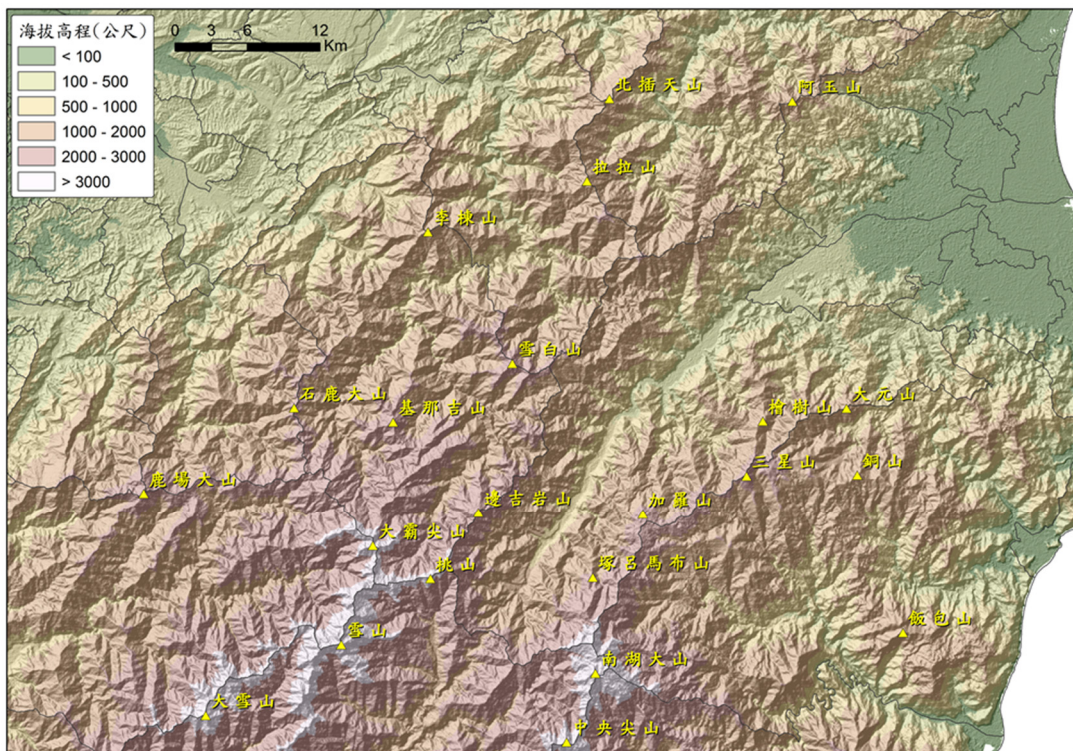 海拔高程(公尺)
< 100
100 - 500
500 - 1000
1000 - 2000
2000 - 3000
> 3000
0 3 6 12
Km
北插天山
阿玉山
拉拉山
李棟山
雪白山
石鹿大山
基那吉山
檜樹山
大元山
三星山
銅山
鹿場大山
邊吉岩山
加羅山
大霸尖山
桃山
塚呂馬布山
飯包山
雪山
南湖大山
大雪山
中央尖山